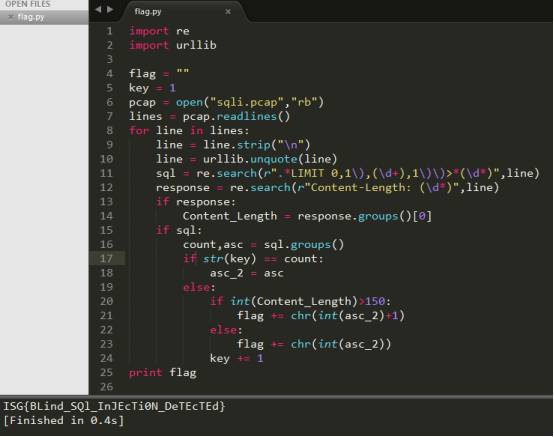 OPEN FILES
× flag.py
flag.py ×
1 import re
2 import urllib
3
4 flag = ""
5 key = 1
6 pcap = open("sqli.pcap","rb")
7 lines = pcap.readlines()
8 for line in lines:
9     line = line.strip("\n")
10     line = urllib.unquote(line)
11     sql = re.search(r".*LIMIT 0,1\),(\d+),1\)\)>*(\d*)",line)
12     response = re.search(r"Content-Length: (\d*)",line)
13     if response:
14         Content_Length = response.groups()[0]
15     if sql:
16         count,asc = sql.groups()
17         if str(key) == count:
18             asc_2 = asc
19         else:
20             if int(Content_Length)>150:
21                 flag += chr(int(asc_2)+1)
22             else:
23                 flag += chr(int(asc_2))
24             key += 1
25 print flag
26
ISG{BLind_SQl_InJEcTi0N_DeTEcTEd}
[Finished in 0.4s]